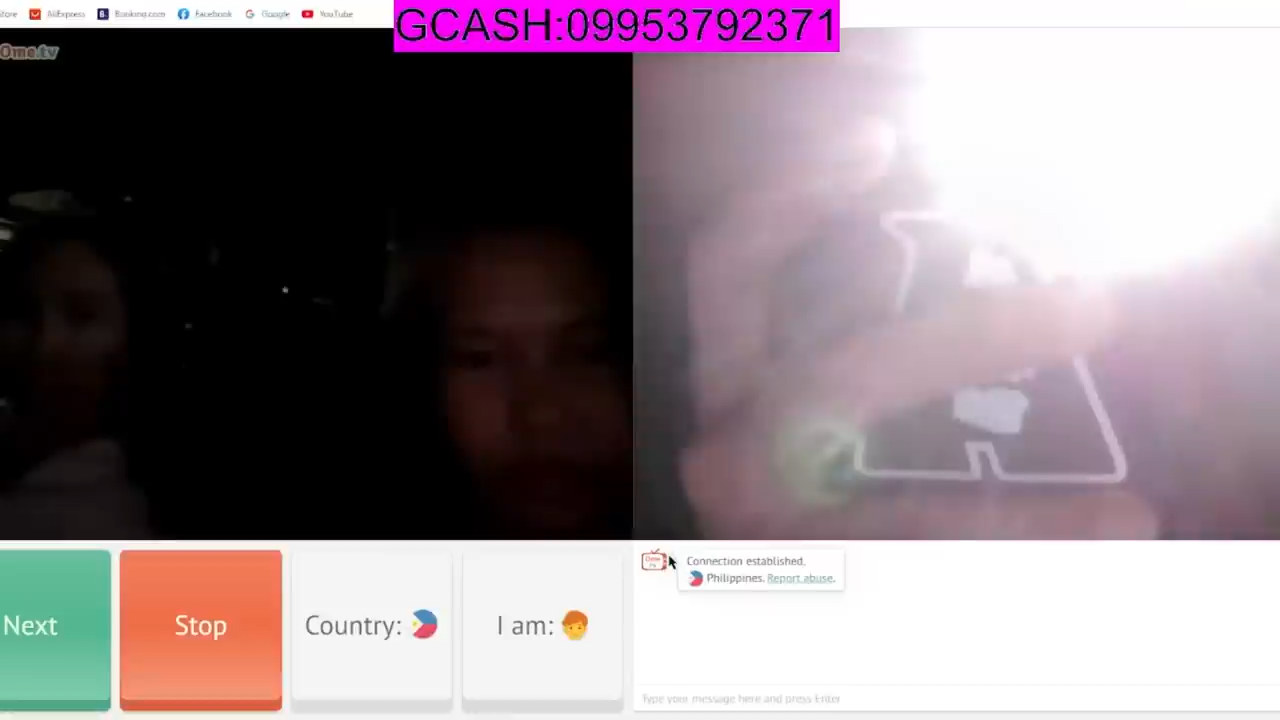 tore AliExpress Booking.com Facebook Google YouTube
GCASH:09953792371
Ome.tv
Connection established,
Philippines. Report abuse.
Next
Stop
Country:
I am:
Type your message here and press Enter